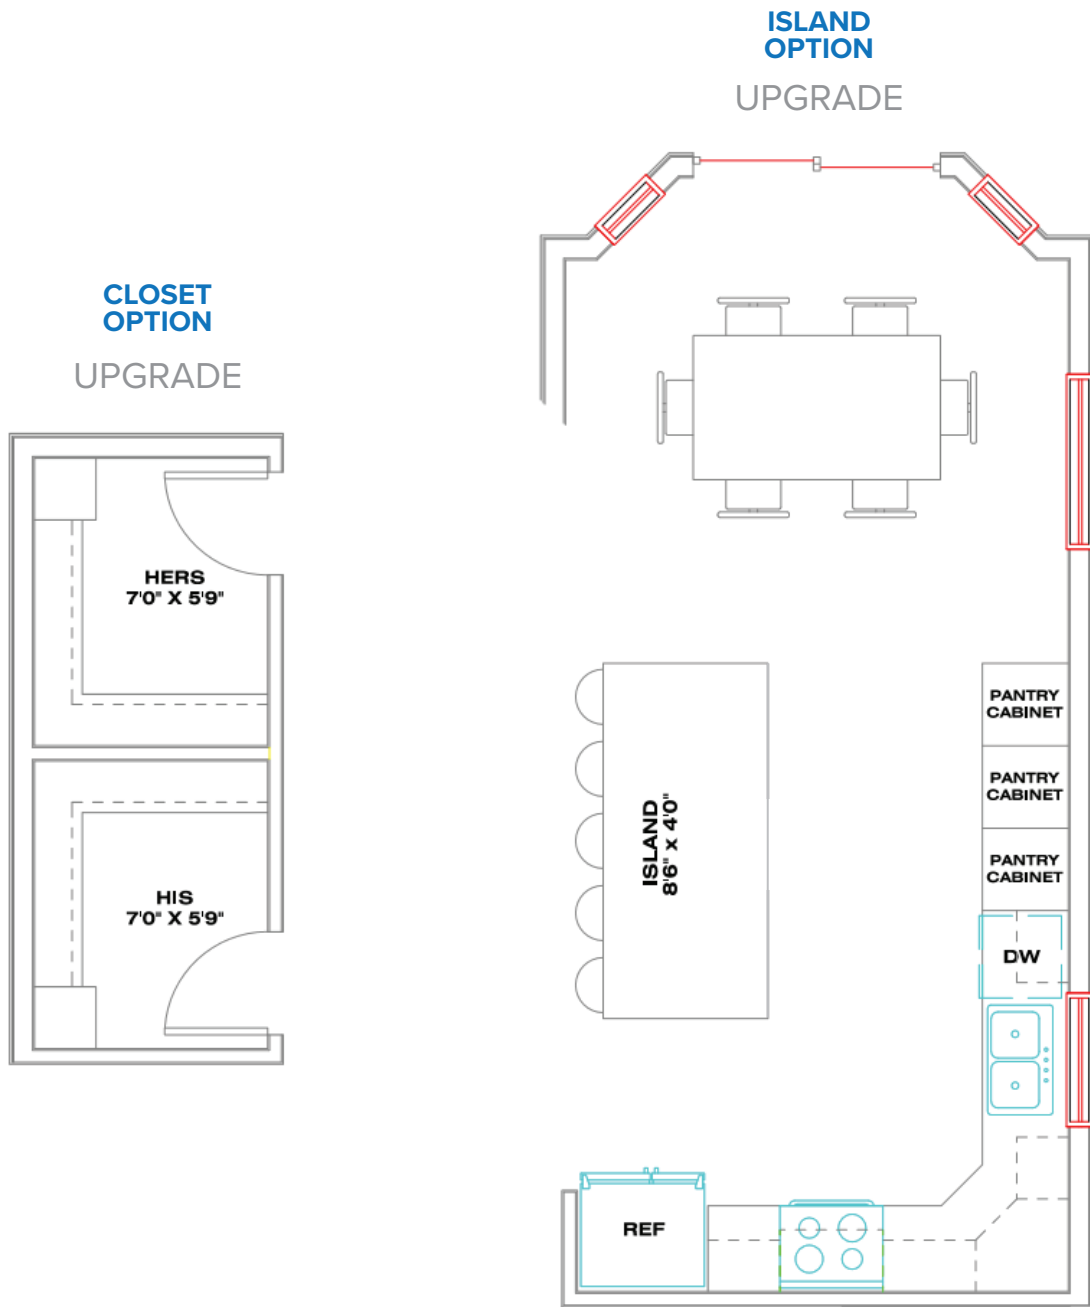 ISLAND
OPTION
UPGRADE
CLOSET
OPTION
UPGRADE
HERS
7'0" X 5'9"
HIS
7'0" X 5'9"
ISLAND
8'6" x 4'0"
PANTRY
CABINET
PANTRY
CABINET
PANTRY
CABINET
DW
REF